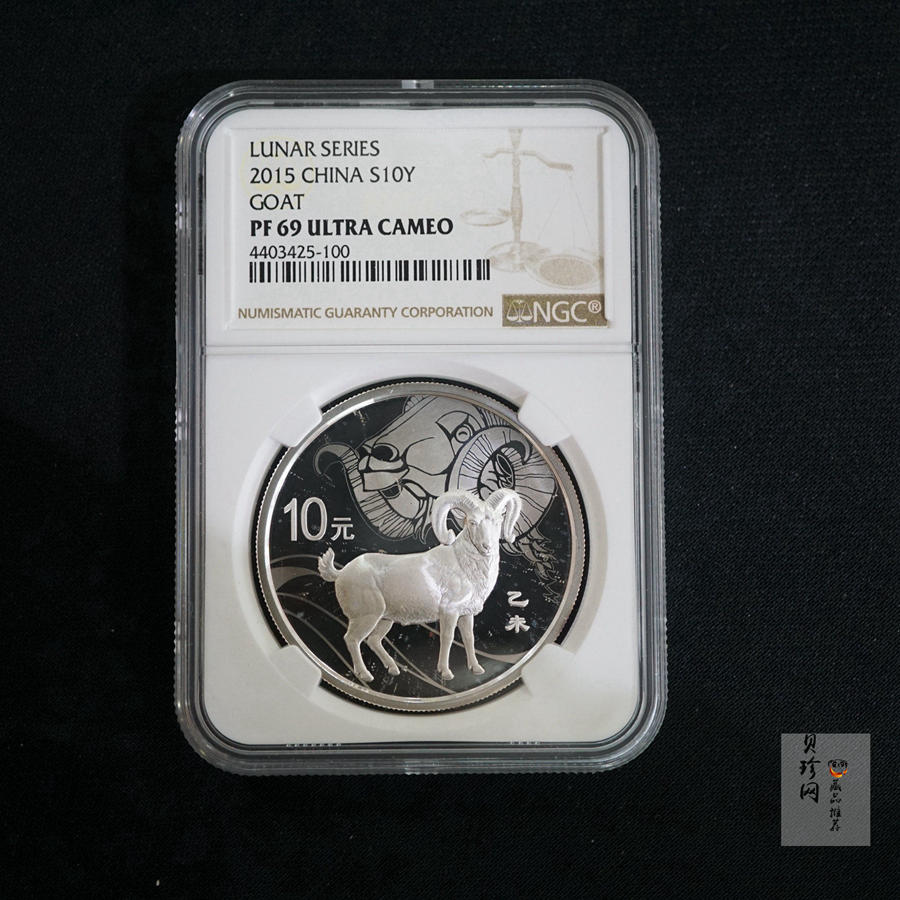 LUNAR SERIES
2015 CHINA S10Y
GOAT
PF 69 ULTRA CAMEO
4403425-100
NUMISMATIC GUARANTY CORPORATION
NGC®
10元
乙
未
贝珍网
藏品推荐